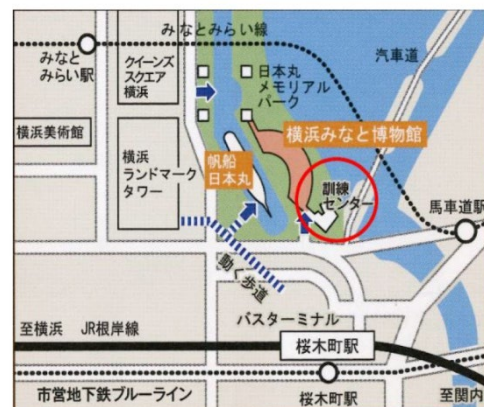 みなとみらい線
みなと
みらい駅
クイーンズ
スクエア
横浜
日本丸
メモリアル
パーク
汽車道
横浜美術館
横浜
ランドマーク
タワー
帆船
日本丸
横浜みなと博物館
訓練
センター
馬車道駅
動く歩道
バスターミナル
至横浜 JR根岸線
桜木町駅
市営地下鉄ブルーライン
桜木町駅
至関内